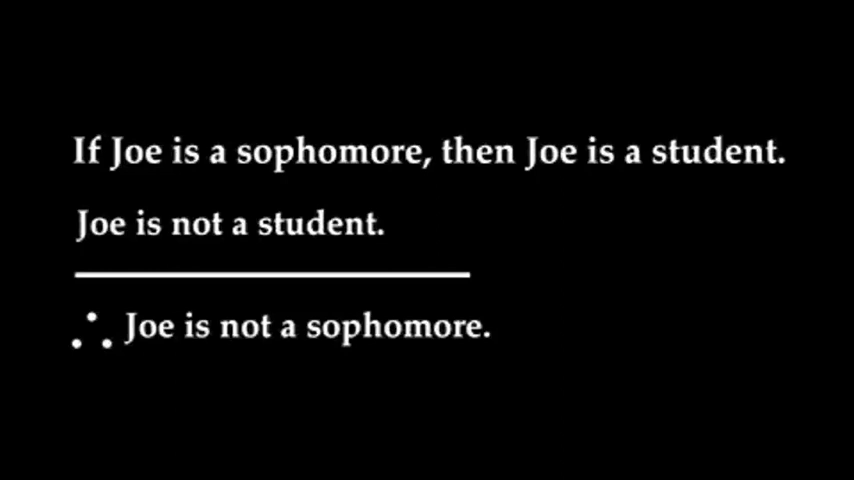 If Joe is a sophomore, then Joe is a student.
Joe is not a student.
∴ Joe is not a sophomore.